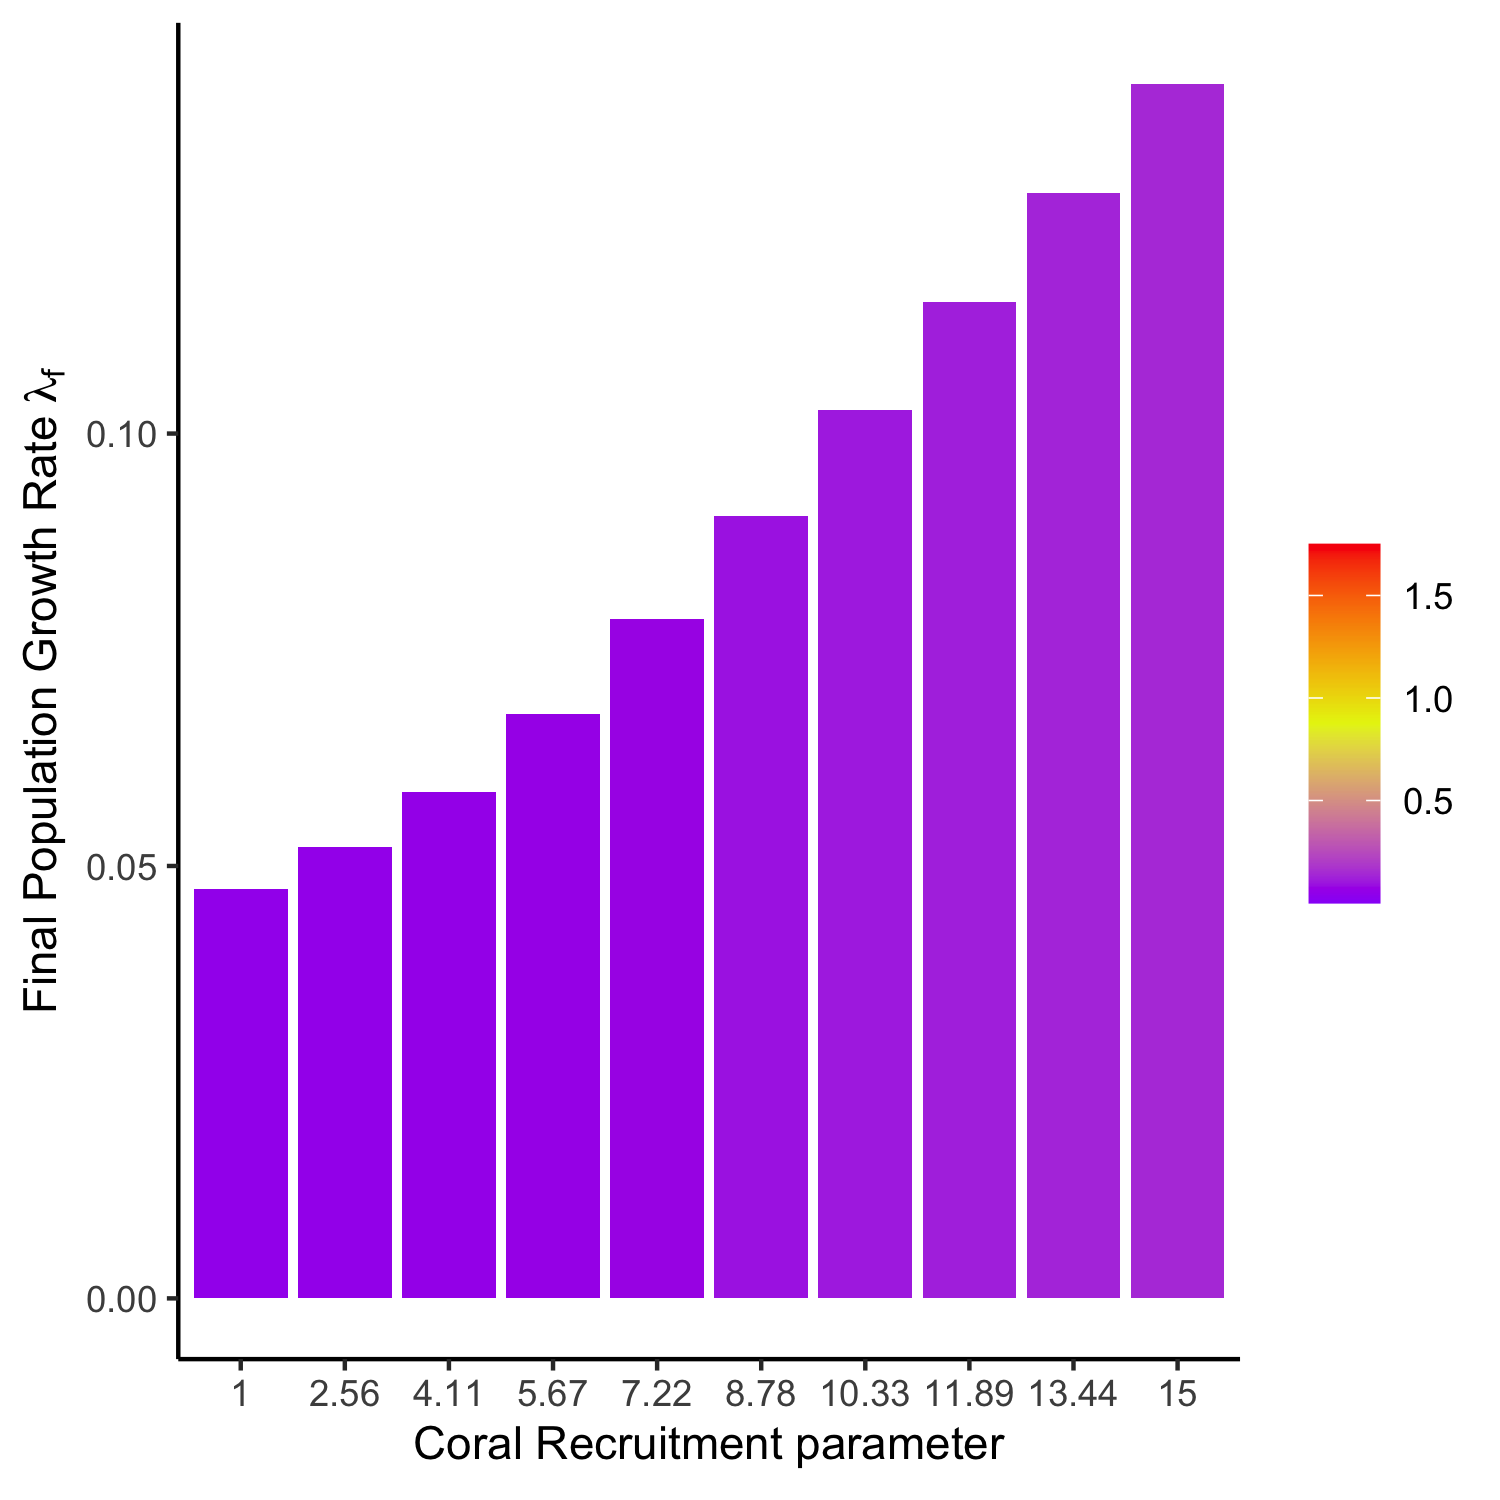 Final Population Growth Rate λf
0.10
0.05
0.00
1 2.56 4.11 5.67 7.22 8.78 10.33 11.89 13.44 15
Coral Recruitment parameter
1.5
1.0
0.5